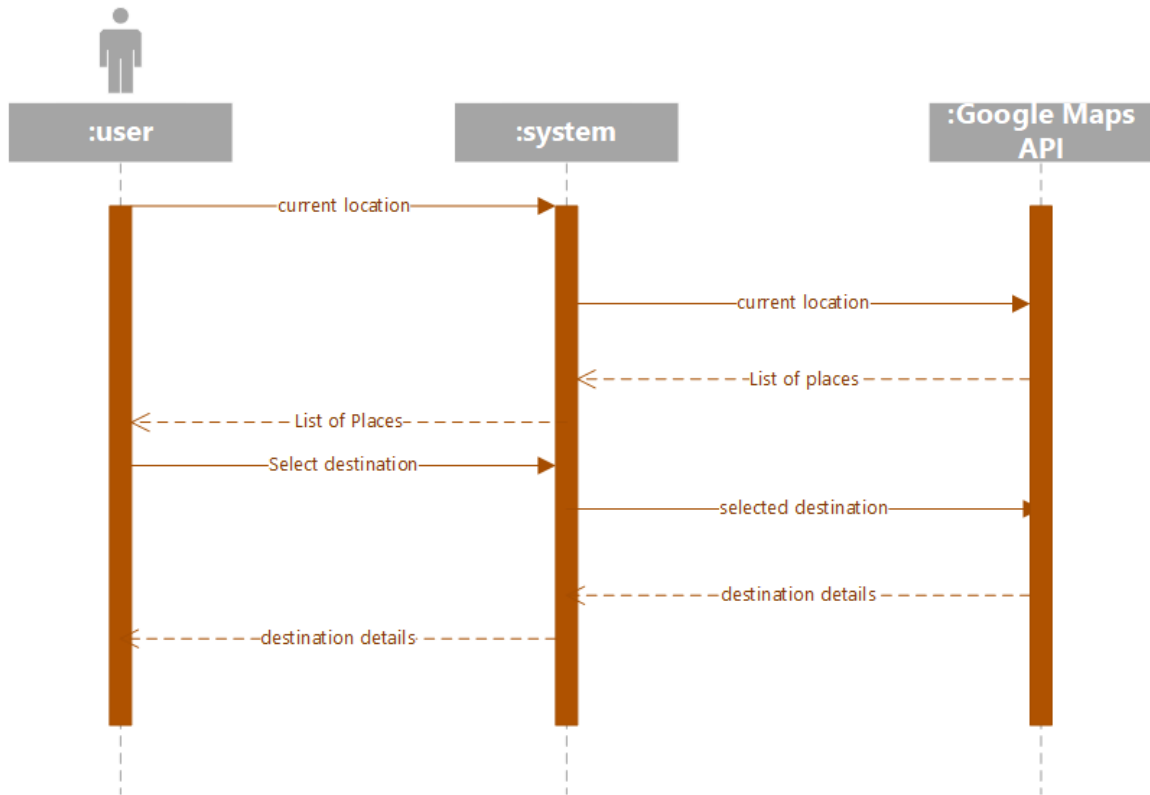 :user
:system
:Google Maps
API
current location
current location
List of places
List of Places
Select destination
selected destination
destination details
destination details